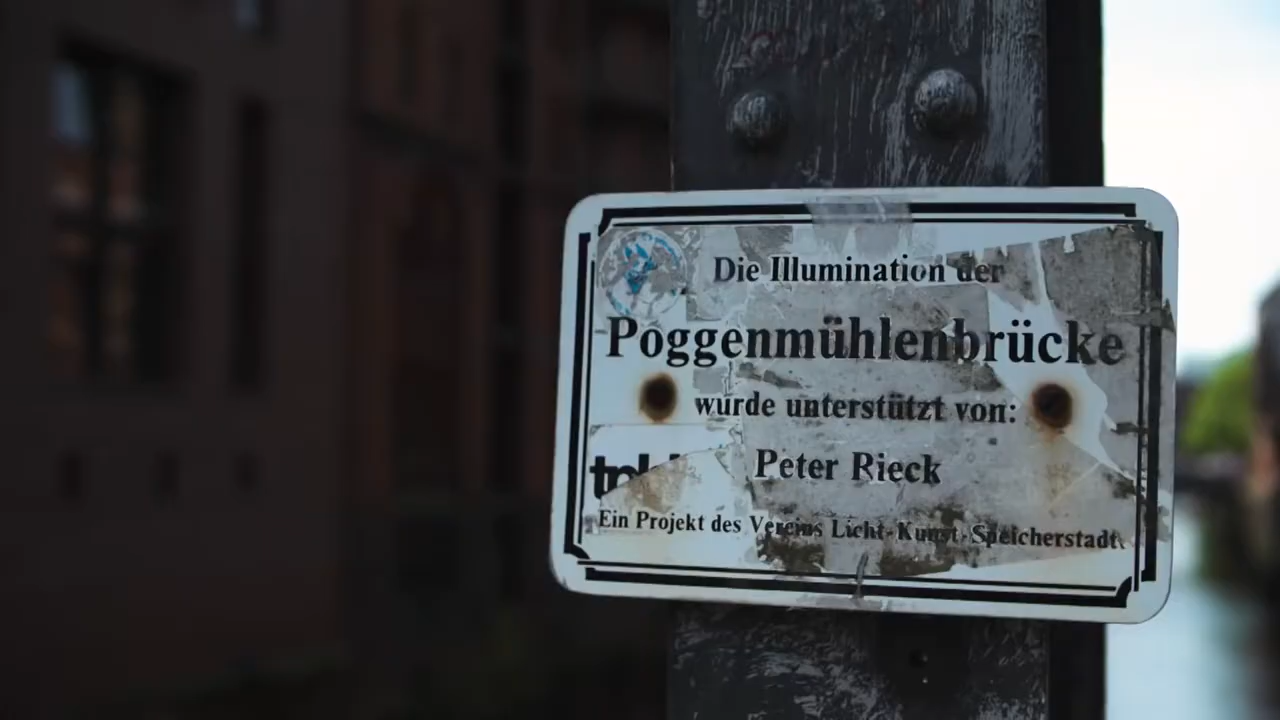 Die Illumination der
Poggenmühlenbrücke
wurde unterstützt von:
Peter Rieck
Ein Projekt des Vereins Licht-Kunst-Speicherstadt